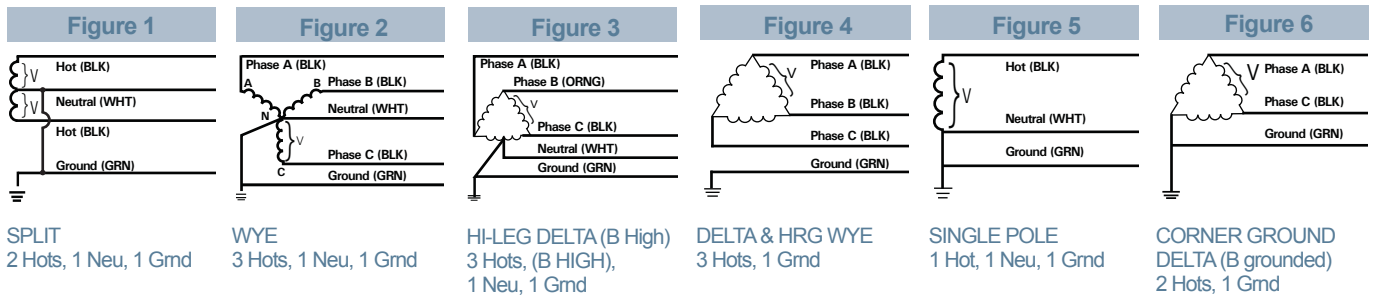 Figure 1
Hot (BLK)
V
Neutral (WHT)
V
Hot (BLK)
Ground (GRN)
SPLIT
2 Hots, 1 Neu, 1 Grnd
Figure 2
Phase A (BLK)
A
B
Phase B (BLK)
Neutral (WHT)
N
V
Phase C (BLK)
C
Ground (GRN)
WYE
3 Hots, 1 Neu, 1 Grnd
Figure 3
Phase A (BLK)
Phase B (ORNG)
V
Phase C (BLK)
Neutral (WHT)
Ground (GRN)
HI-LEG DELTA (B High)
3 Hots, (B HIGH),
1 Neu, 1 Grnd
Figure 4
V
Phase A (BLK)
Phase B (BLK)
Phase C (BLK)
Ground (GRN)
DELTA & HRG WYE
3 Hots, 1 Grnd
Figure 5
Hot (BLK)
V
Neutral (WHT)
Ground (GRN)
SINGLE POLE
1 Hot, 1 Neu, 1 Grnd
Figure 6
V
Phase A (BLK)
Phase C (BLK)
Ground (GRN)
CORNER GROUND
DELTA (B grounded)
2 Hots, 1 Grnd